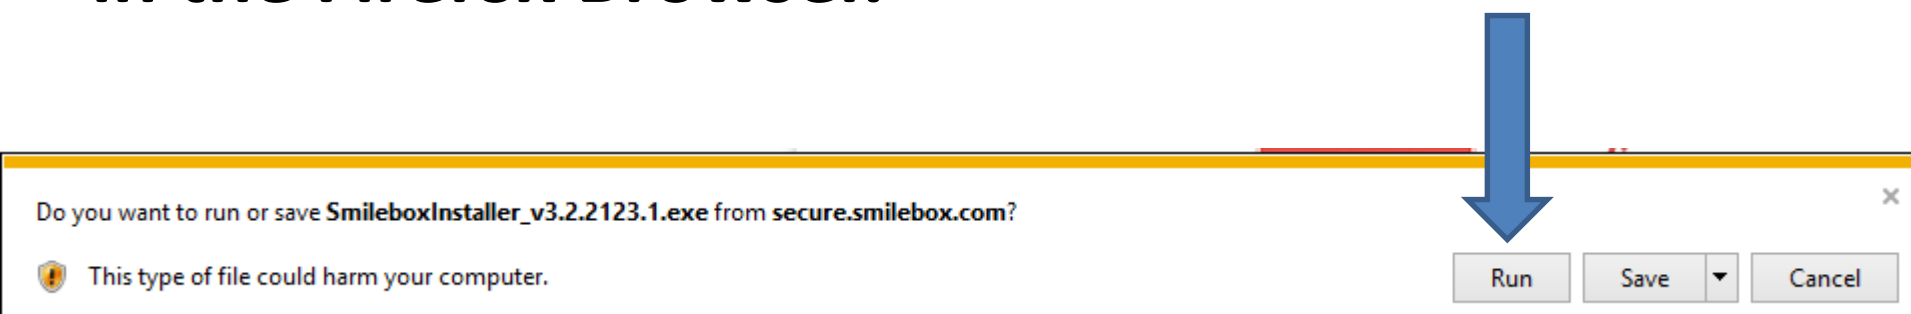 Do you want to run or save SmileboxInstaller_v3.2.2123.1.exe from secure.smilebox.com?
This type of file could harm your computer.
Run Save Cancel